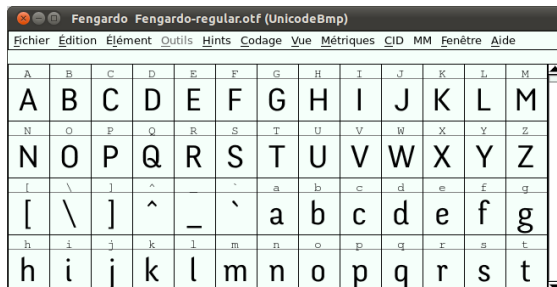 Fengardo Fengardo-regular.otf (UnicodeBmp)
Fichier Édition Élément Outils Hints Codage Vue Métriques CID MM Fenêtre Aide
A B C D E F G H I J K L M
A B C D E F G H I J K L M
N O P Q R S T U V W X Y Z
N O P Q R S T U V W X Y Z
[ \ ] ^ _ ` a b c d e f g
[ \ ] ^ _ ` a b c d e f g
h i j k l m n o p q r s t
h i j k l m n o p q r s t